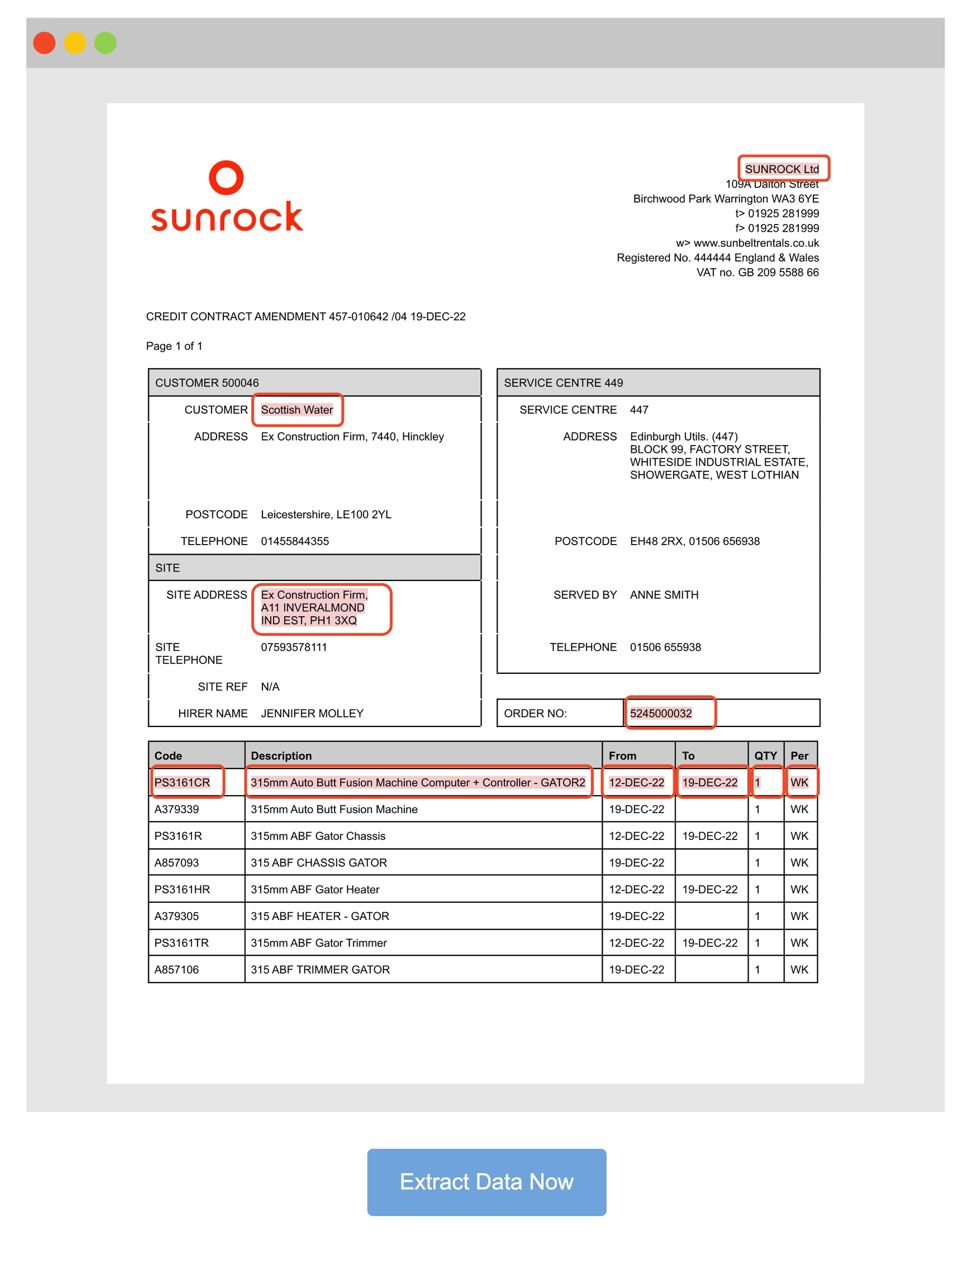 sunrock
SUNROCK Ltd
109A Dalton Street
Birchwood Park Warrington WA3 6YE
t> 01925 281999
f> 01925 281999
w> www.sunbeltrentals.co.uk
Registered No. 444444 England & Wales
VAT no. GB 209 5588 66
CREDIT CONTRACT AMENDMENT 457-010642 /04 19-DEC-22
Page 1 of 1
CUSTOMER 500046
CUSTOMER Scottish Water
ADDRESS Ex Construction Firm, 7440, Hinckley
POSTCODE Leicestershire, LE100 2YL
TELEPHONE 01455844355
SITE
SITE ADDRESS Ex Construction Firm,
A11 INVERALMOND
IND EST, PH1 3XQ
SITE TELEPHONE 07593578111
SITE REF N/A
HIRER NAME JENNIFER MOLLEY
SERVICE CENTRE 449
SERVICE CENTRE 447
ADDRESS Edinburgh Utils. (447)
BLOCK 99, FACTORY STREET,
WHITESIDE INDUSTRIAL ESTATE,
SHOWERGATE, WEST LOTHIAN
POSTCODE EH48 2RX, 01506 656938
SERVED BY ANNE SMITH
TELEPHONE 01506 655938
ORDER NO: 5245000032
Code Description From To QTY Per
PS3161CR 315mm Auto Butt Fusion Machine Computer + Controller - GATOR2 12-DEC-22 19-DEC-22 1 WK
A379339 315mm Auto Butt Fusion Machine 19-DEC-22 1 WK
PS3161R 315mm ABF Gator Chassis 12-DEC-22 19-DEC-22 1 WK
A857093 315 ABF CHASSIS GATOR 19-DEC-22 1 WK
PS3161HR 315mm ABF Gator Heater 12-DEC-22 19-DEC-22 1 WK
A379305 315 ABF HEATER - GATOR 19-DEC-22 1 WK
PS3161TR 315mm ABF Gator Trimmer 12-DEC-22 19-DEC-22 1 WK
A857106 315 ABF TRIMMER GATOR 19-DEC-22 1 WK
Extract Data Now